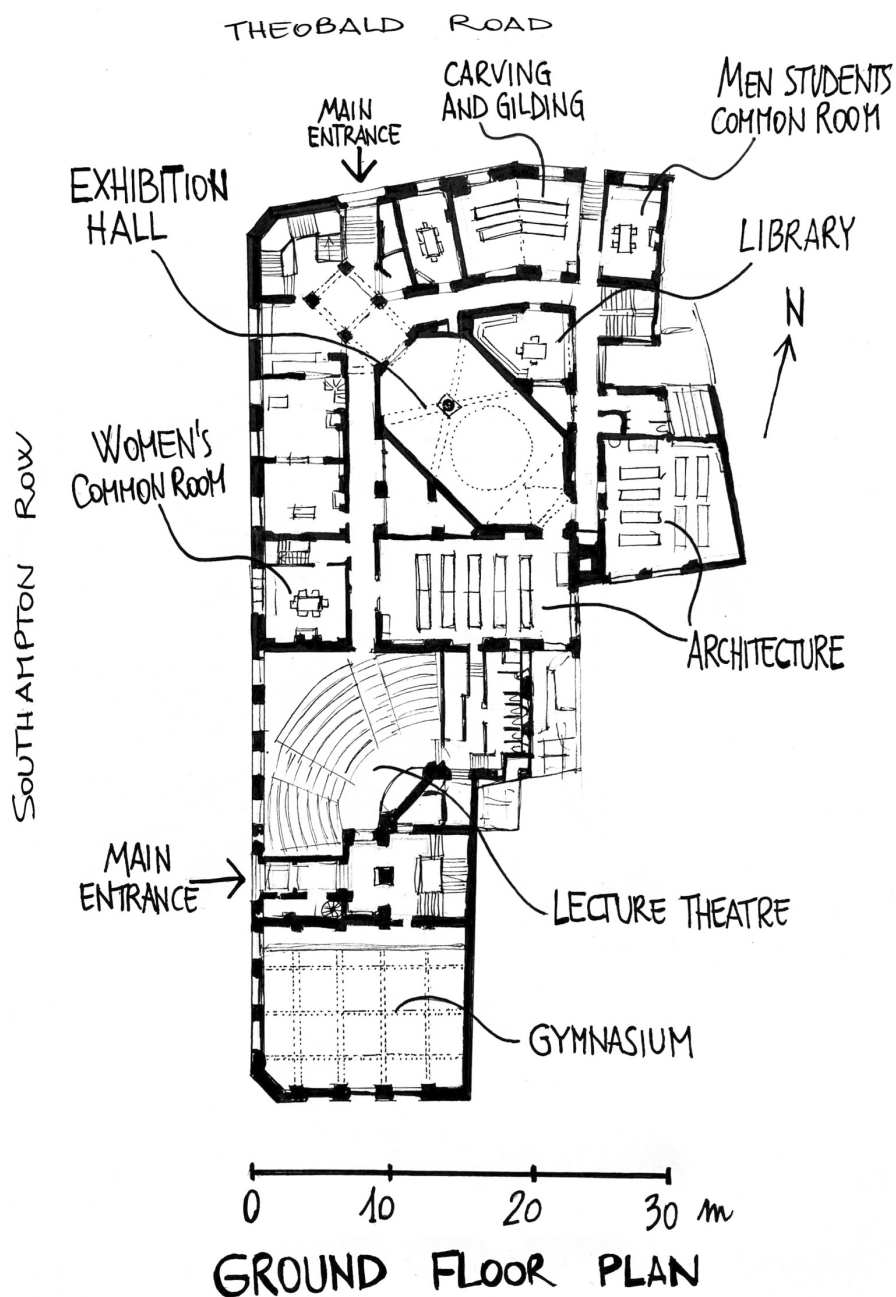 THEOBALD ROAD
CARVING
AND GILDING
MEN STUDENTS
COMMON ROOM
MAIN
ENTRANCE
EXHIBITION
HALL
LIBRARY
N
WOMEN'S
COMMON ROOM
SOUTHAMPTON ROW
ARCHITECTURE
MAIN
ENTRANCE
LECTURE THEATRE
GYMNASIUM
0 10 20 30 m
GROUND FLOOR PLAN